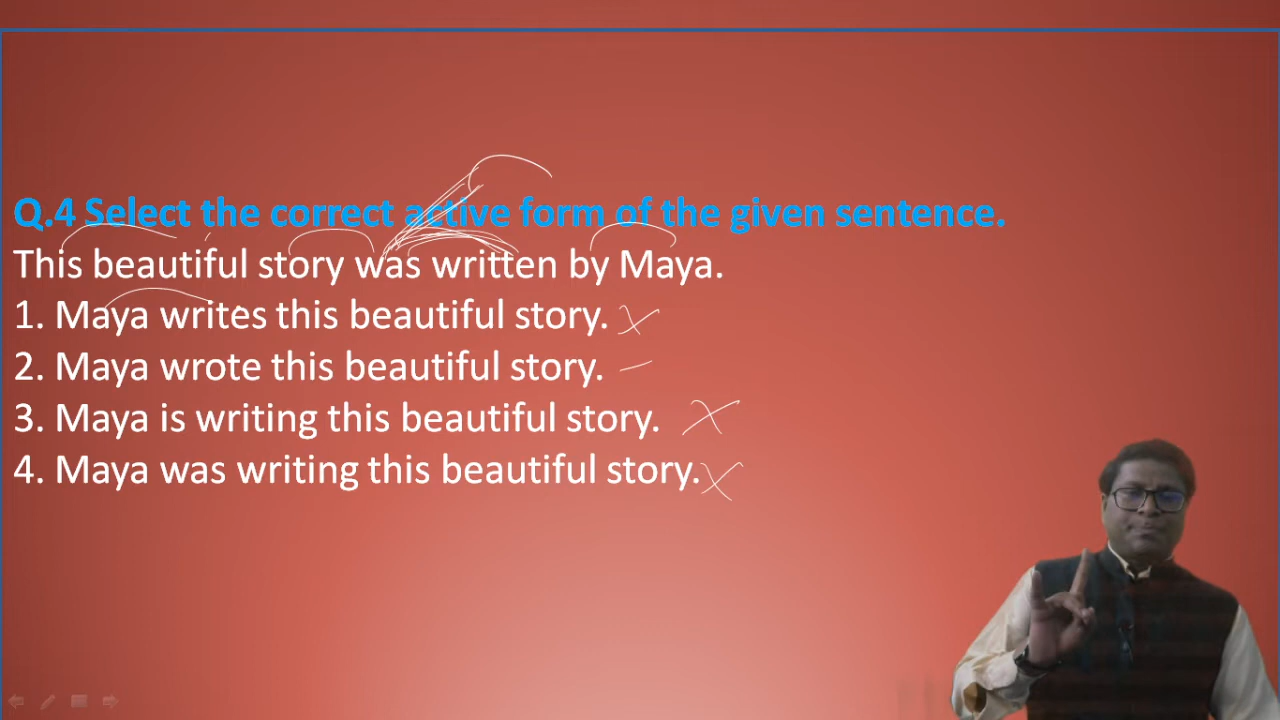 Q.4 Select the correct active form of the given sentence.
This beautiful story was written by Maya.
1. Maya writes this beautiful story.
2. Maya wrote this beautiful story.
3. Maya is writing this beautiful story.
4. Maya was writing this beautiful story.